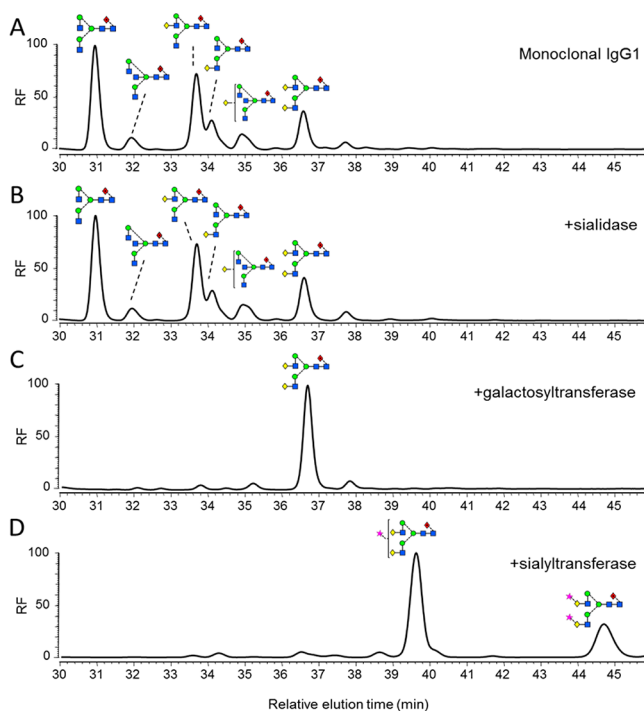 A
Monoclonal IgG1
RF
100
50
0
30 31 32 33 34 35 36 37 38 39 40 41 42 43 44 45
B
+sialidase
RF
100
50
0
30 31 32 33 34 35 36 37 38 39 40 41 42 43 44 45
C
+galactosyltransferase
RF
100
50
0
30 31 32 33 34 35 36 37 38 39 40 41 42 43 44 45
D
+sialyltransferase
RF
100
50
0
30 31 32 33 34 35 36 37 38 39 40 41 42 43 44 45
Relative elution time (min)